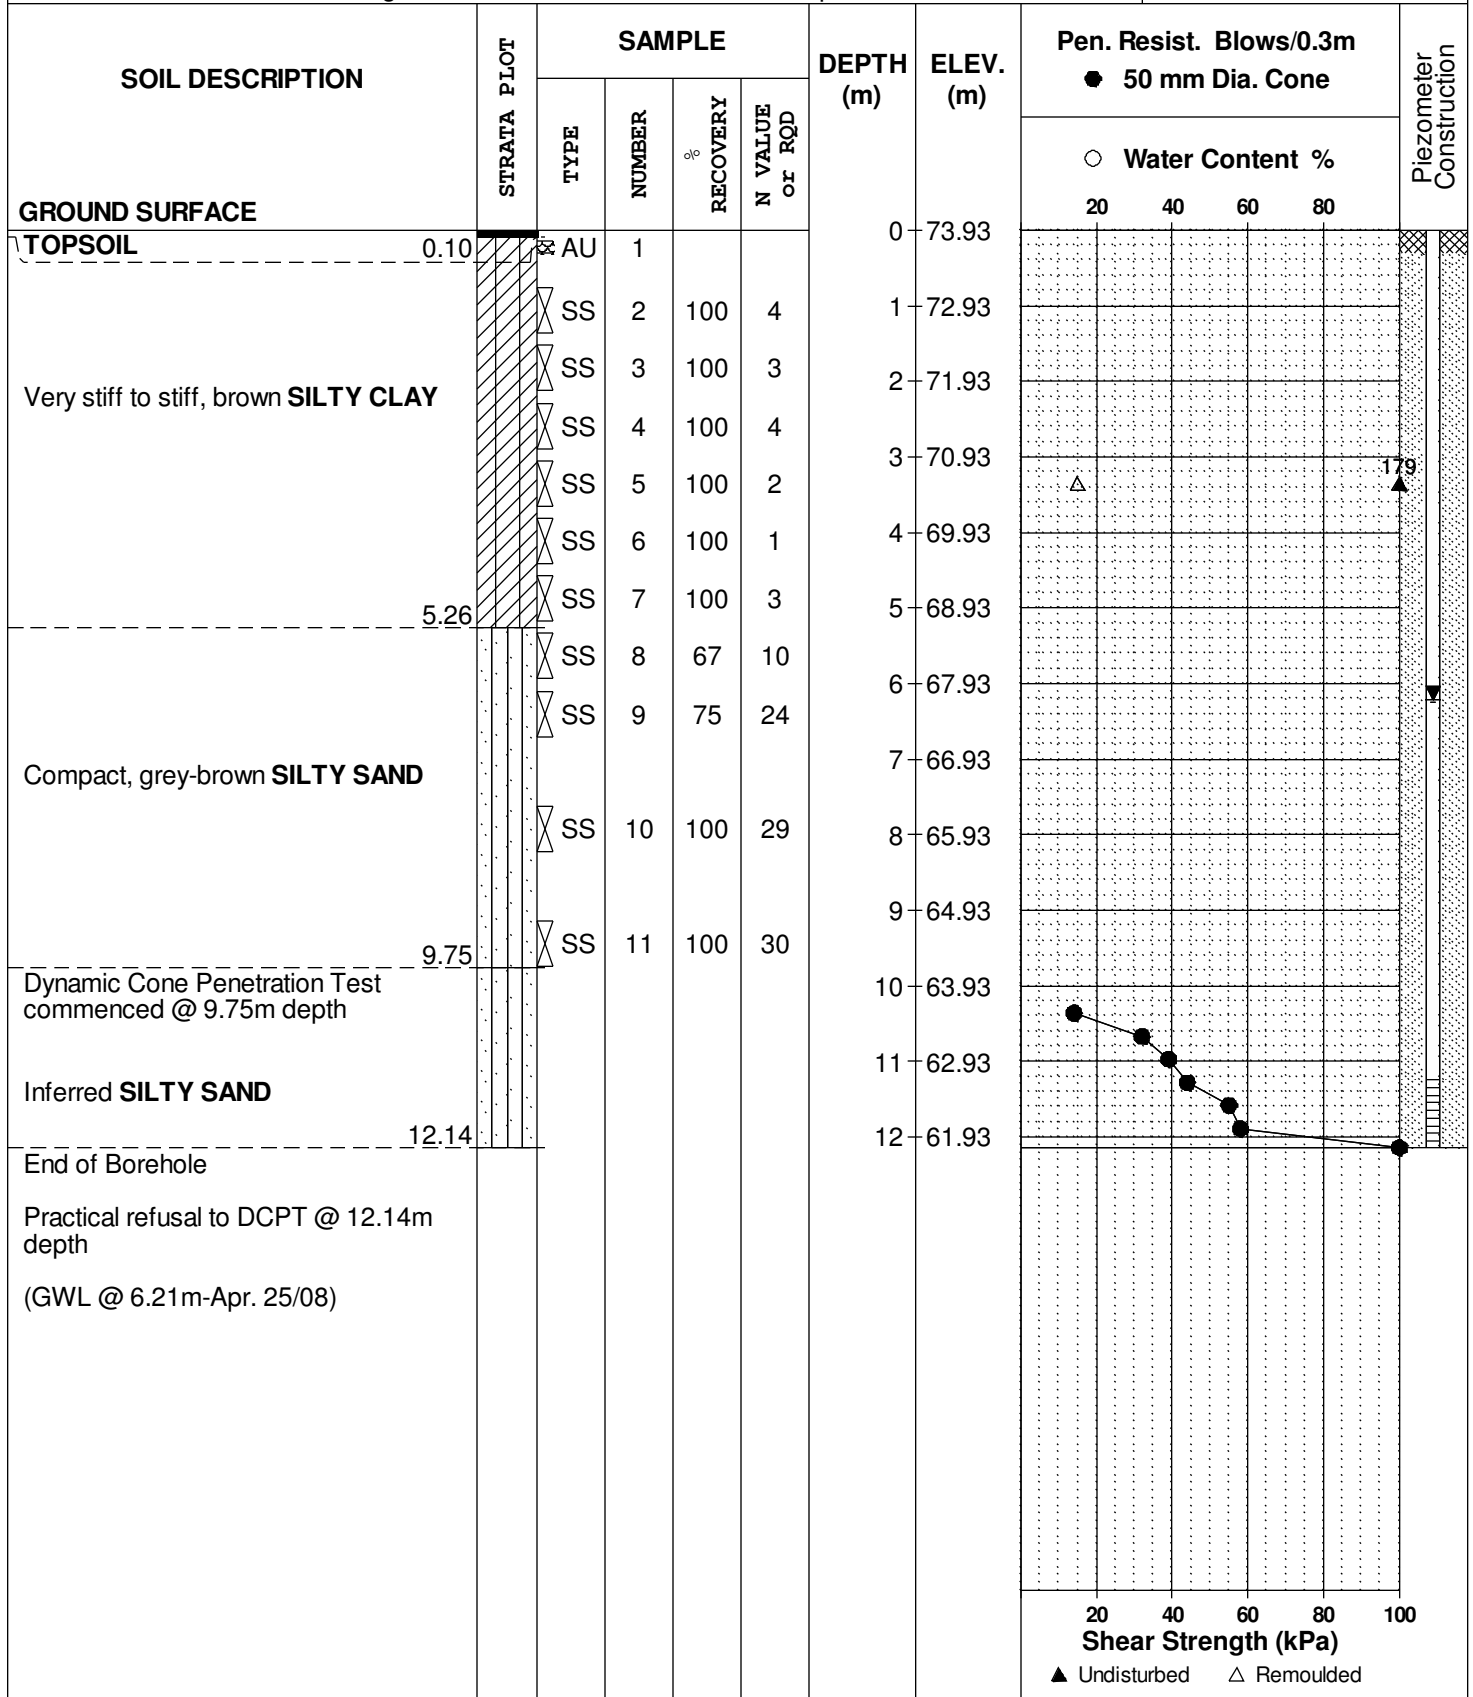 SOIL DESCRIPTION
GROUND SURFACE
STRATA PLOT
SAMPLE
TYPE
NUMBER
% RECOVERY
N VALUE or RQD
DEPTH (m)
ELEV. (m)
Pen. Resist. Blows/0.3m
● 50 mm Dia. Cone
○ Water Content %
20 40 60 80
Piezometer Construction
TOPSOIL 0.10
AU 1
0 73.93
SS 2 100 4
1 72.93
SS 3 100 3
2 71.93
Very stiff to stiff, brown SILTY CLAY
SS 4 100 4
3 70.93
179
SS 5 100 2
4 69.93
SS 6 100 1
SS 7 100 3
5 68.93
5.26
SS 8 67 10
6 67.93
SS 9 75 24
7 66.93
Compact, grey-brown SILTY SAND
SS 10 100 29
8 65.93
9 64.93
SS 11 100 30
9.75
Dynamic Cone Penetration Test
commenced @ 9.75m depth
10 63.93
11 62.93
Inferred SILTY SAND
12.14
12 61.93
End of Borehole
Practical refusal to DCPT @ 12.14m
depth
(GWL @ 6.21m-Apr. 25/08)
20 40 60 80 100
Shear Strength (kPa)
▲ Undisturbed △ Remoulded